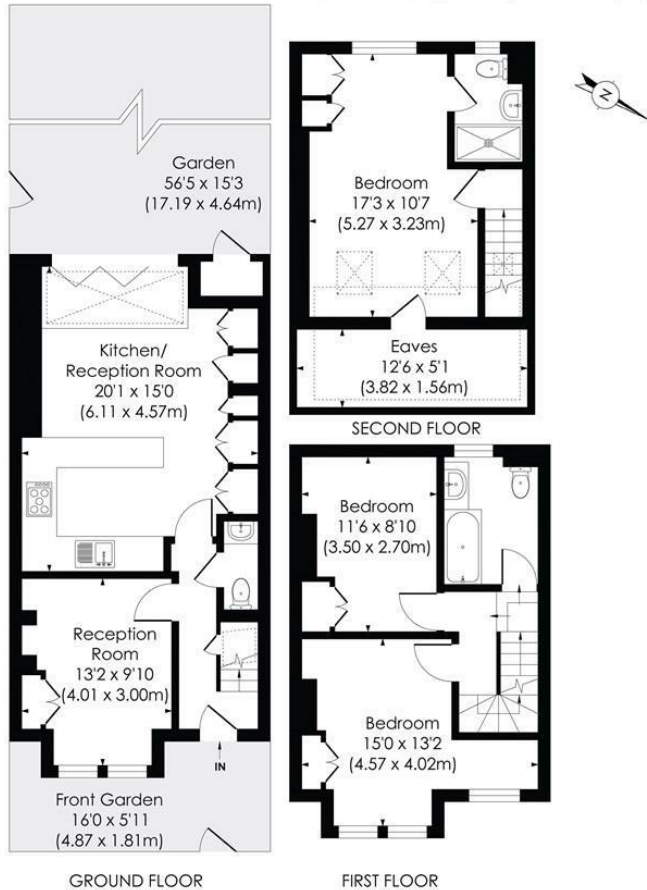 Garden
56'5 x 15'3
(17.19 x 4.64m)
Kitchen/
Reception Room
20'1 x 15'0
(6.11 x 4.57m)
Reception
Room
13'2 x 9'10
(4.01 x 3.00m)
IN
Front Garden
16'0 x 5'11
(4.87 x 1.81m)
GROUND FLOOR
Bedroom
17'3 x 10'7
(5.27 x 3.23m)
Eaves
12'6 x 5'1
(3.82 x 1.56m)
SECOND FLOOR
Bedroom
11'6 x 8'10
(3.50 x 2.70m)
Bedroom
15'0 x 13'2
(4.57 x 4.02m)
FIRST FLOOR
N